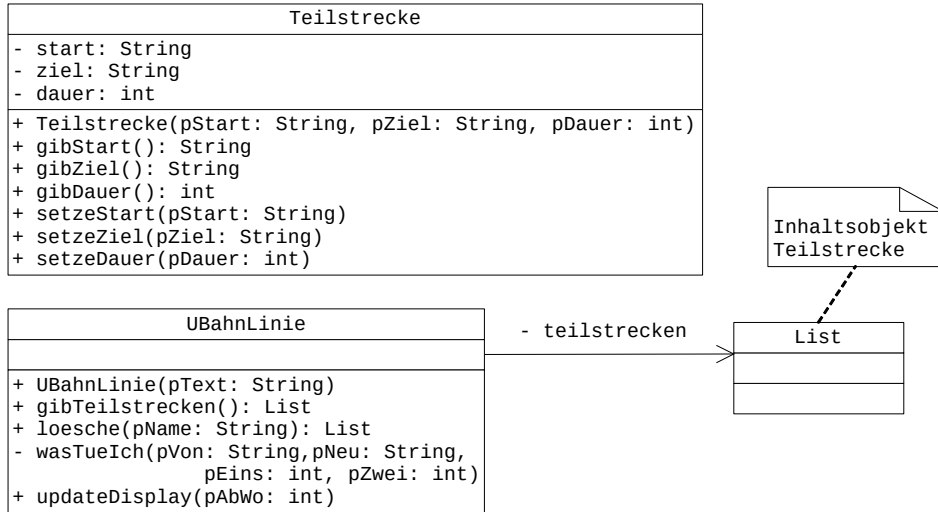 Teilstrecke
- start: String
- ziel: String
- dauer: int
+ Teilstrecke(pStart: String, pZiel: String, pDauer: int)
+ gibStart(): String
+ gibZiel(): String
+ gibDauer(): int
+ setzeStart(pStart: String)
+ setzeZiel(pZiel: String)
+ setzeDauer(pDauer: int)
Inhaltsobjekt
Teilstrecke
UBahnLinie
+ UBahnLinie(pText: String)
+ gibTeilstrecken(): List
+ loesche(pName: String): List
- wasTueIch(pVon: String,pNeu: String,
pEins: int, pZwei: int)
+ updateDisplay(pAbWo: int)
- teilstrecken
List